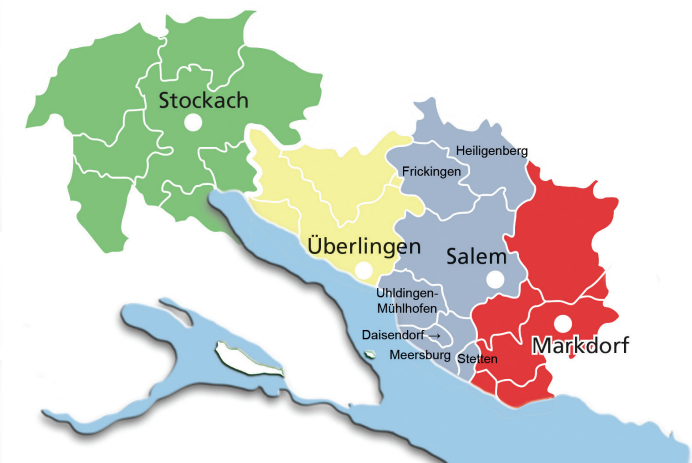 Stockach
Heiligenberg
Frickingen
Überlingen
Salem
Uhldingen-
Mühlhofen
Daisendorf →
Markdorf
Meersburg
Stetten